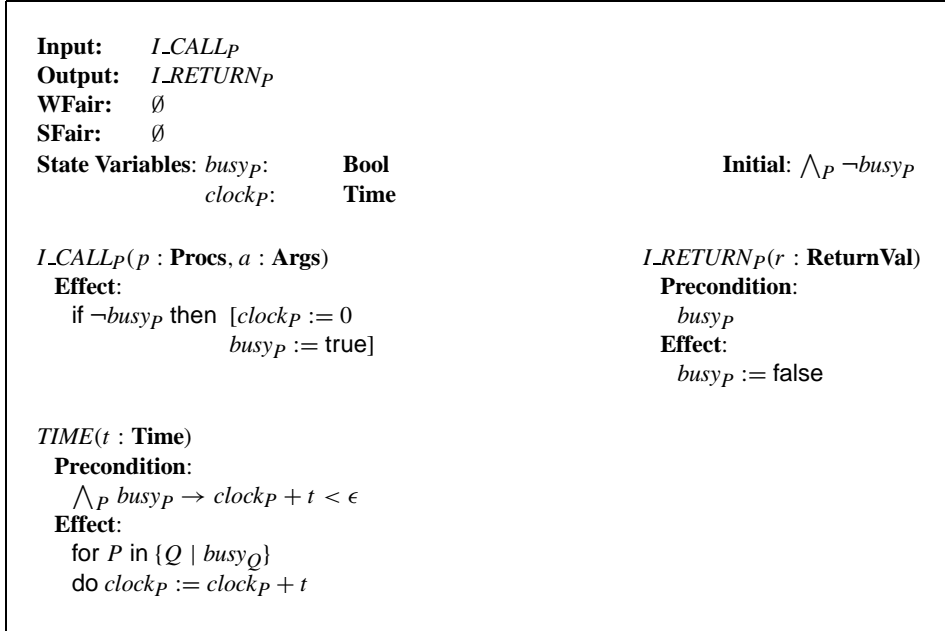 Input: I_CALL_P
Output: I_RETURN_P
WFair: ∅
SFair: ∅
State Variables: busy_P: Bool Initial: ⋀_P ¬busy_P
clock_P: Time
I_CALL_P(p : Procs, a : Args) I_RETURN_P(r : ReturnVal)
Effect: Precondition:
if ¬busy_P then [clock_P := 0 busy_P
busy_P := true] Effect:
busy_P := false
TIME(t : Time)
Precondition:
⋀_P busy_P → clock_P + t < ϵ
Effect:
for P in {Q | busy_Q}
do clock_P := clock_P + t